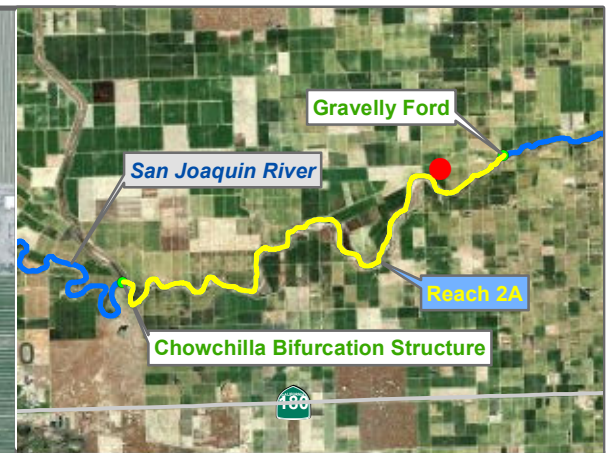 Gravelly Ford
San Joaquin River
Reach 2A
Chowchilla Bifurcation Structure
180